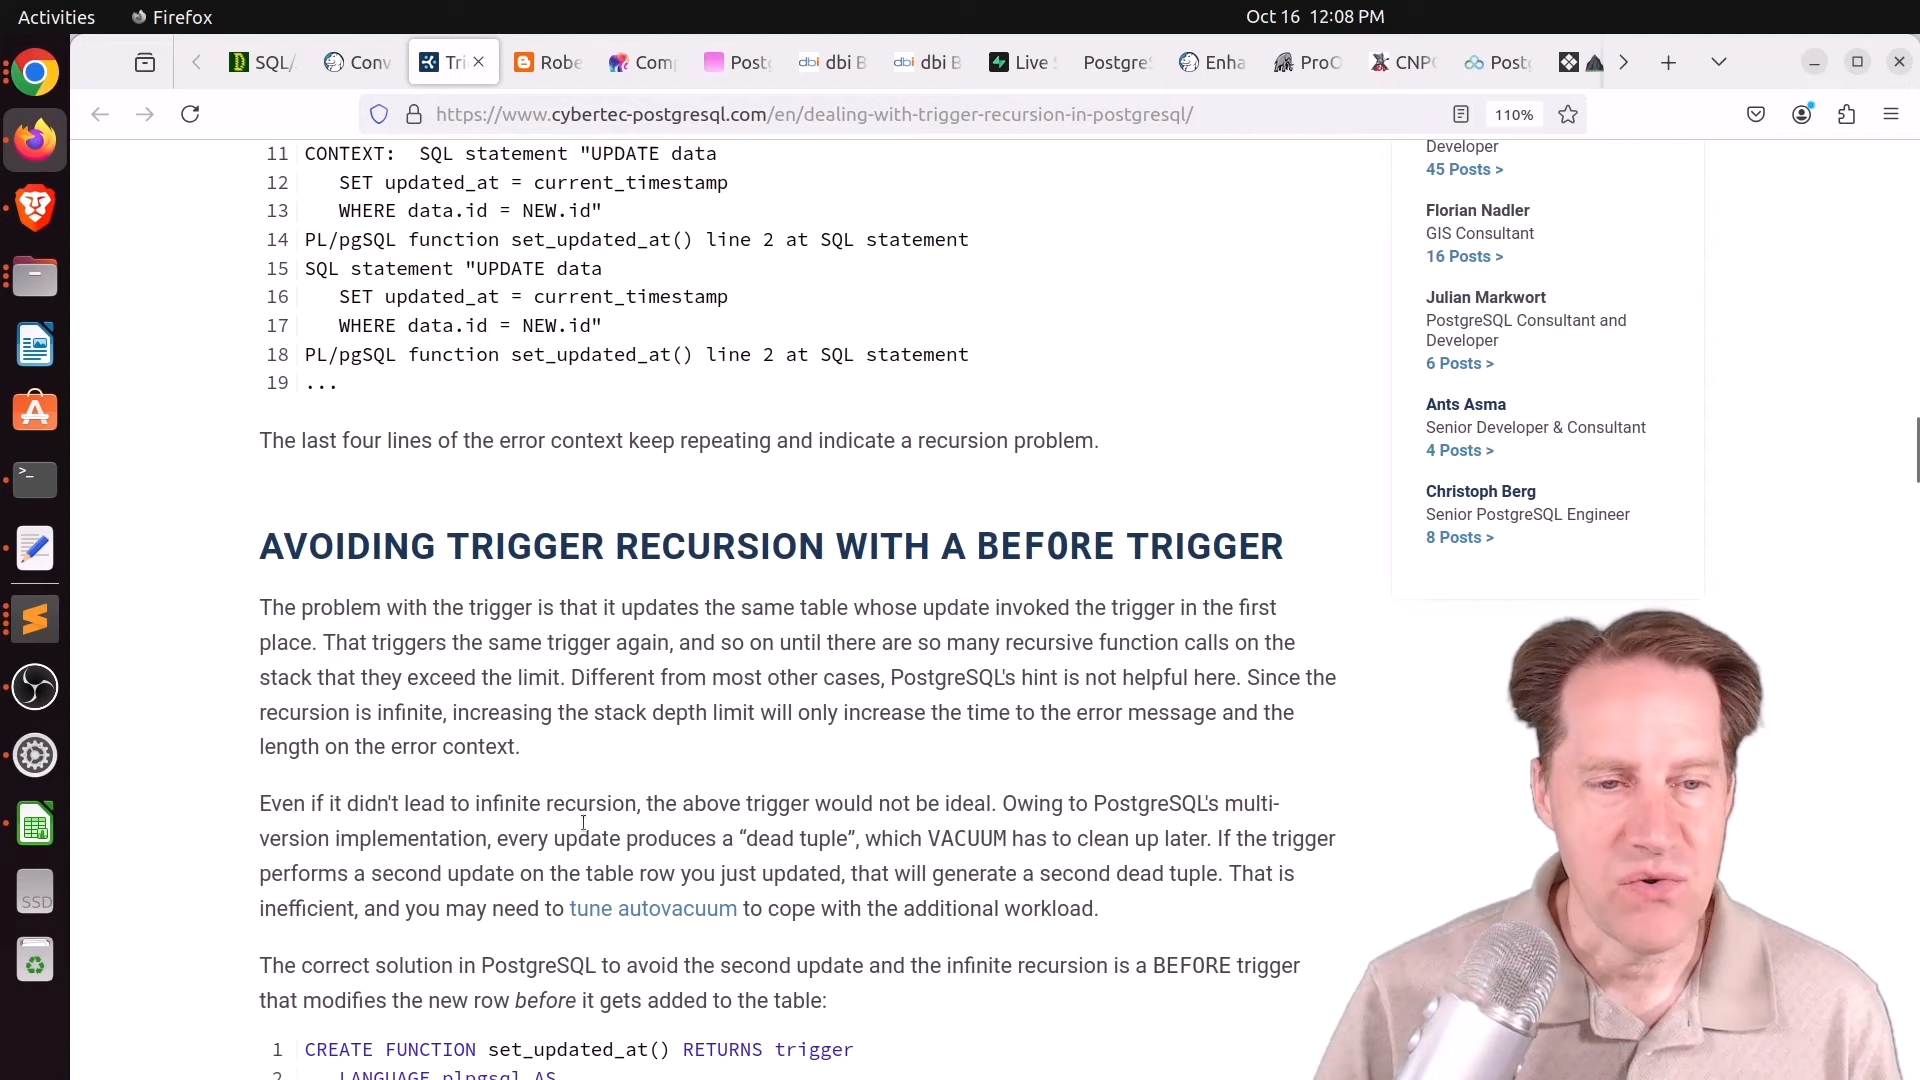 Activities
Firefox
Oct 16 12:08 PM
SQL/
Conv
Tri
Robe
Com
Postg
dbi B
dbi B
Live
Postgre
Enha
ProO
CNPG
Postg
https://www.cybertec-postgresql.com/en/dealing-with-trigger-recursion-in-postgresql/
110%
11 CONTEXT:  SQL statement "UPDATE data
12 SET updated_at = current_timestamp
13 WHERE data.id = NEW.id"
14 PL/pgSQL function set_updated_at() line 2 at SQL statement
15 SQL statement "UPDATE data
16 SET updated_at = current_timestamp
17 WHERE data.id = NEW.id"
18 PL/pgSQL function set_updated_at() line 2 at SQL statement
19 ...
The last four lines of the error context keep repeating and indicate a recursion problem.
AVOIDING TRIGGER RECURSION WITH A BEFORE TRIGGER
The problem with the trigger is that it updates the same table whose update invoked the trigger in the first
place. That triggers the same trigger again, and so on until there are so many recursive function calls on the
stack that they exceed the limit. Different from most other cases, PostgreSQL's hint is not helpful here. Since the
recursion is infinite, increasing the stack depth limit will only increase the time to the error message and the
length on the error context.
Even if it didn't lead to infinite recursion, the above trigger would not be ideal. Owing to PostgreSQL's multi-
version implementation, every update produces a “dead tuple”, which VACUUM has to clean up later. If the trigger
performs a second update on the table row you just updated, that will generate a second dead tuple. That is
inefficient, and you may need to tune autovacuum to cope with the additional workload.
The correct solution in PostgreSQL to avoid the second update and the infinite recursion is a BEFORE trigger
that modifies the new row before it gets added to the table:
1 CREATE FUNCTION set_updated_at() RETURNS trigger
2 LANGUAGE plpgsql AS
Developer
45 Posts >
Florian Nadler
GIS Consultant
16 Posts >
Julian Markwort
PostgreSQL Consultant and
Developer
6 Posts >
Ants Asma
Senior Developer & Consultant
4 Posts >
Christoph Berg
Senior PostgreSQL Engineer
8 Posts >
SSD